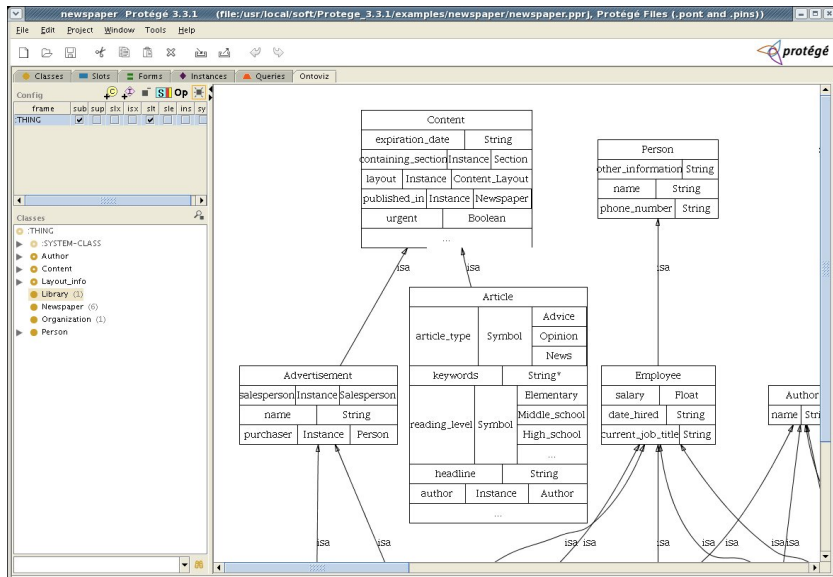 newspaper Protégé 3.3.1 (file:/usr/local/soft/Protege_3.3.1/examples/newspaper/newspaper.pprj, Protégé Files (.pont and .pins))
File Edit Project Window Tools Help
protégé
Classes Slots Forms Instances Queries Ontoviz
Config C I S Op
frame sub sup slx isx slt sle ins sy
:THING
Classes
:THING
:SYSTEM-CLASS
Author
Content
Layout_info
Library (1)
Newspaper (6)
Organization (1)
Person
Content
expiration_date String
containing_section Instance Section
layout Instance Content_Layout
published_in Instance Newspaper
urgent Boolean
...
Person
other_information String
name String
phone_number String
isa isa isa
Article
article_type Symbol Advice
Opinion
News
keywords String*
reading_level Symbol Elementary
Middle_school
High_school
...
headline String
author Instance Author
...
Advertisement
salesperson Instance Salesperson
name String
purchaser Instance Person
Employee
salary Float
date_hired String
current_job_title String
Author
name Stri
isa isa isa isa isa isa isa isa isa